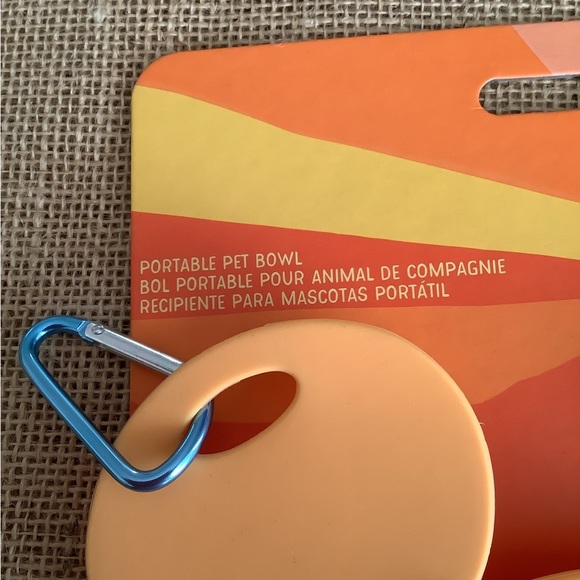 PORTABLE PET BOWL
BOL PORTABLE POUR ANIMAL DE COMPAGNIE
RECIPIENTE PARA MASCOTAS PORTÁTIL